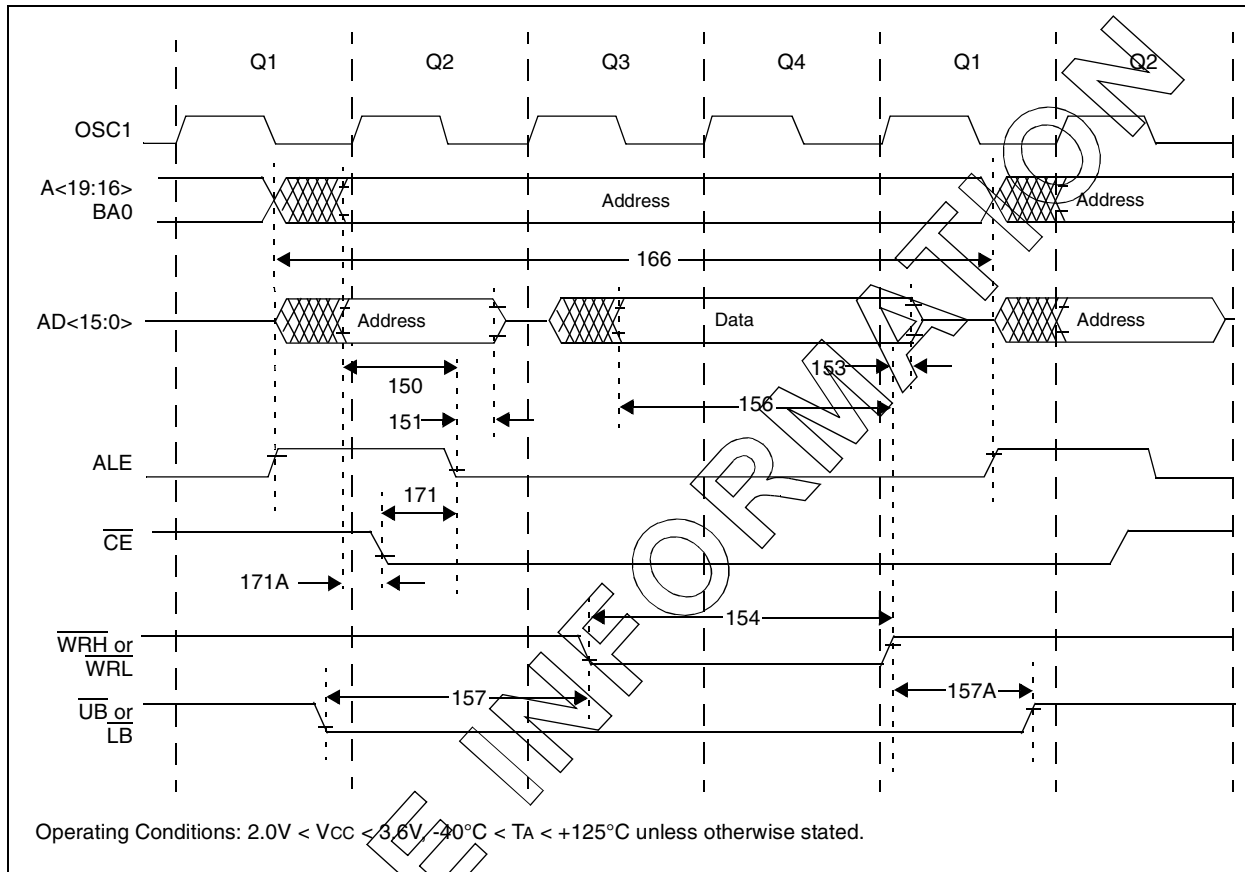 Q1 Q2 Q3 Q4 Q1 Q2
OSC1
A<19:16>
BA0
Address Address
166
AD<15:0>
Address Data Address
150
153
151
156
ALE
171
CE
171A
154
WRH or
WRL
157
157A
UB or
LB
Operating Conditions: 2.0V < VCC < 3.6V, -40°C < TA < +125°C unless otherwise stated.
E INFORMATION